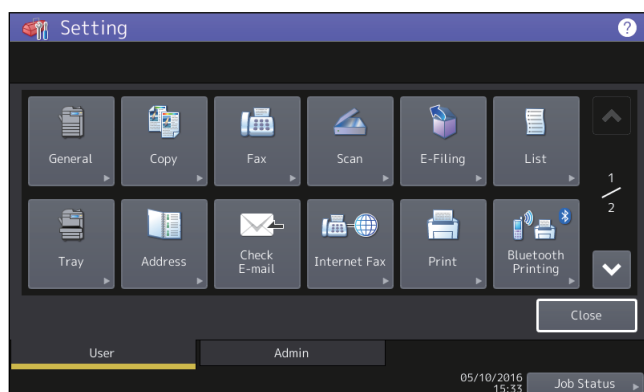 Setting
?
General Copy Fax Scan E-Filing List
1
2
Tray Address Check E-mail Internet Fax Print Bluetooth Printing
Close
User Admin
05/10/2016
15:33
Job Status